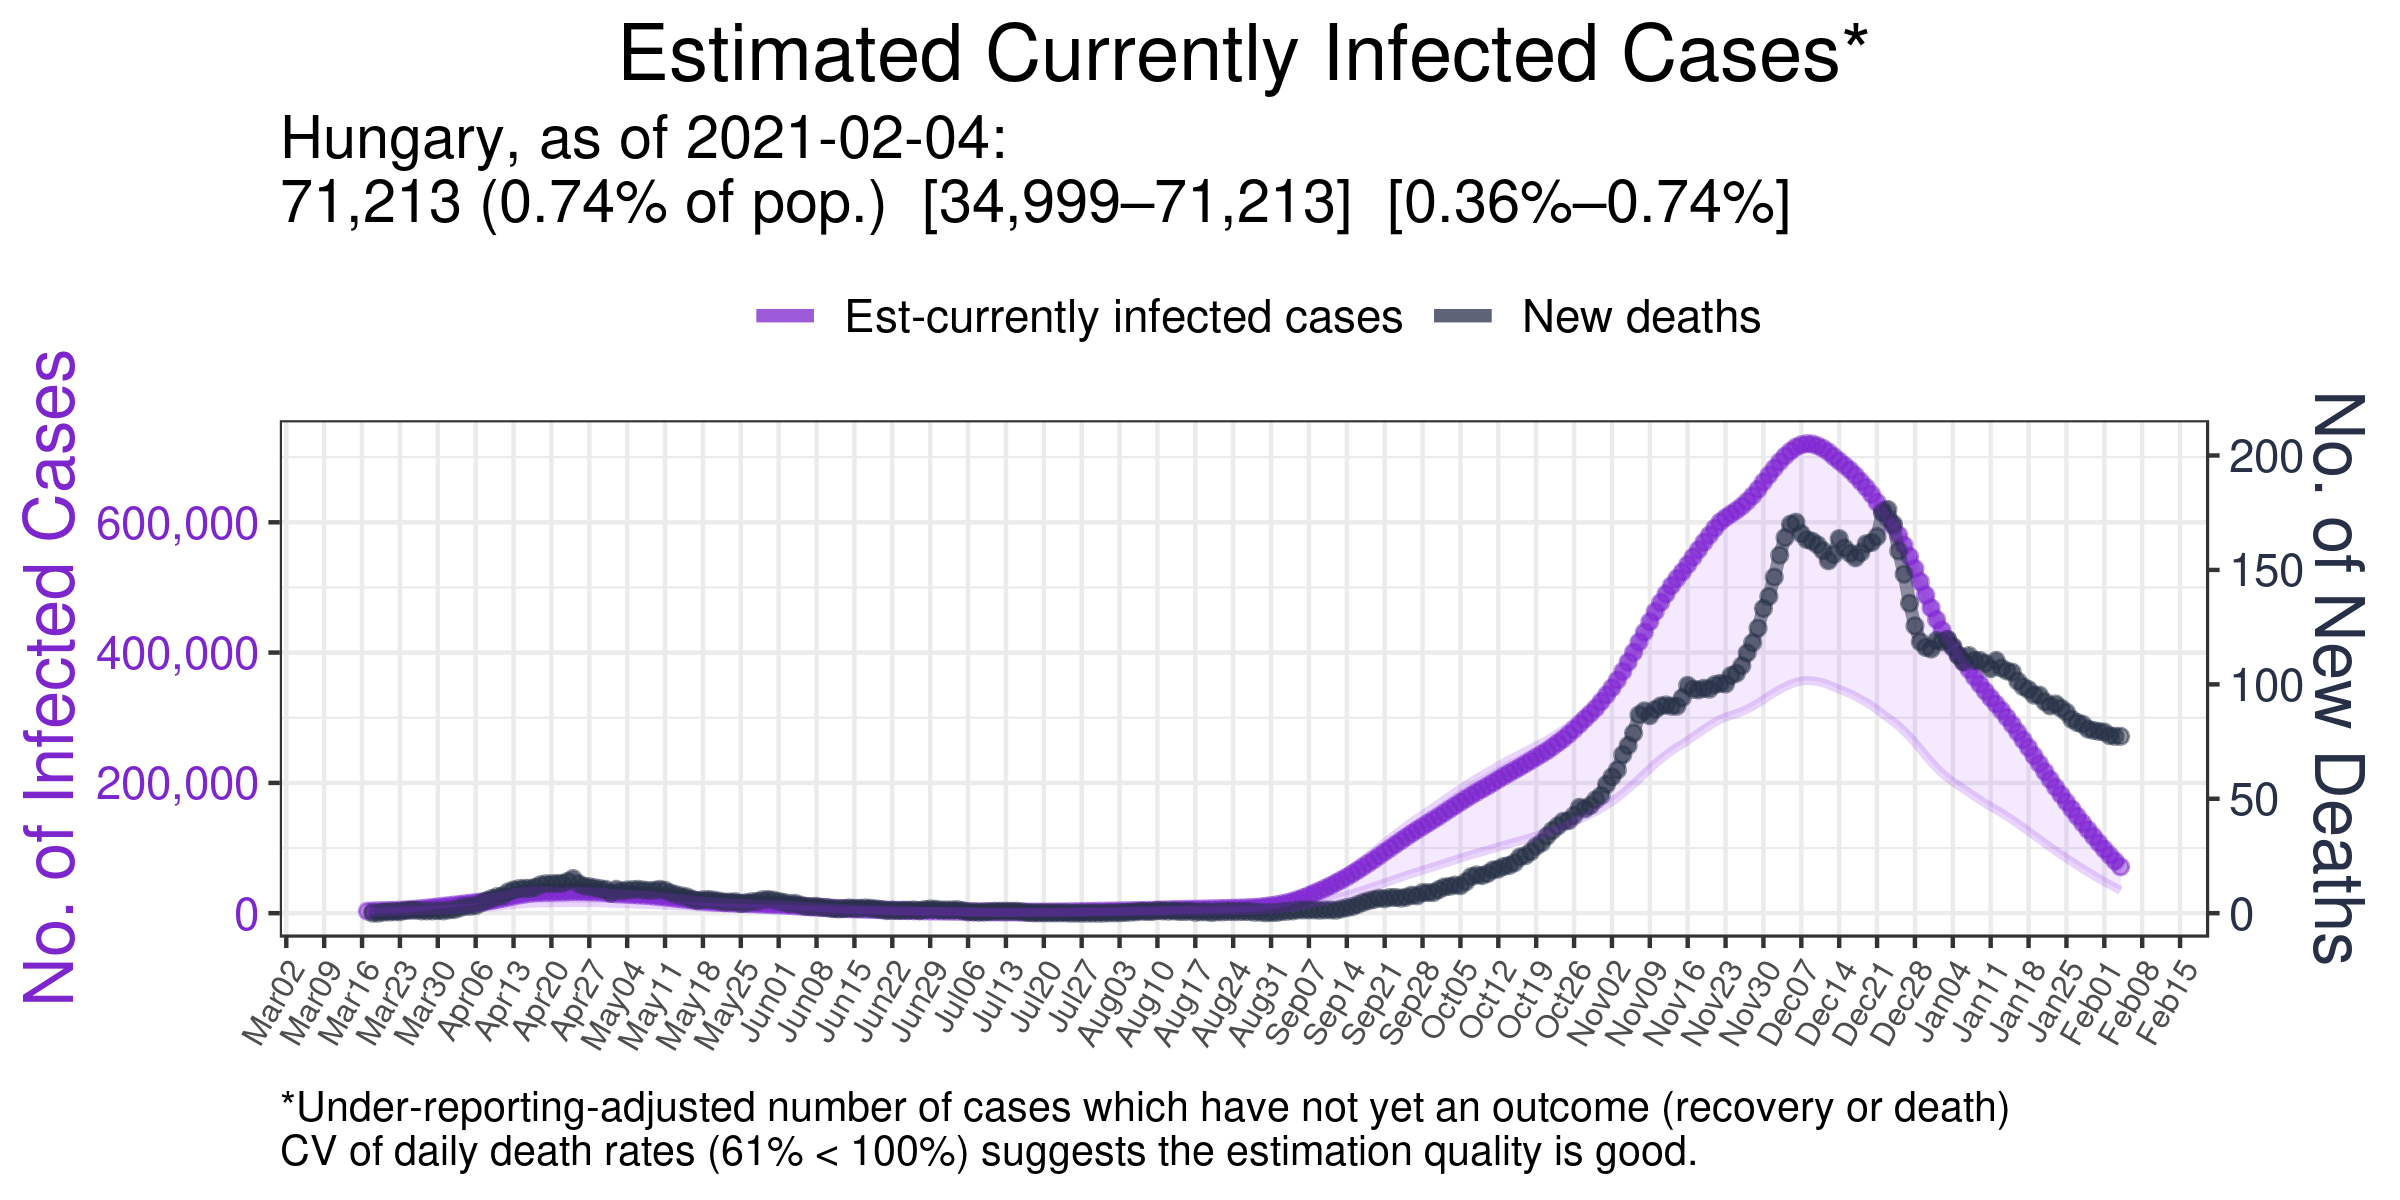 Estimated Currently Infected Cases*
Hungary, as of 2021-02-04:
71,213 (0.74% of pop.) [34,999–71,213] [0.36%–0.74%]
Est-currently infected cases New deaths
No. of Infected Cases
600,000
400,000
200,000
0
200
150
100
50
0
No. of New Deaths
Mar02 Mar09 Mar16 Mar23 Mar30 Apr06 Apr13 Apr20 Apr27 May04 May11 May18 May25 Jun01 Jun08 Jun15 Jun22 Jun29 Jul06 Jul13 Jul20 Jul27 Aug03 Aug10 Aug17 Aug24 Aug31 Sep07 Sep14 Sep21 Sep28 Oct05 Oct12 Oct19 Oct26 Nov02 Nov09 Nov16 Nov23 Nov30 Dec07 Dec14 Dec21 Dec28 Jan04 Jan11 Jan18 Jan25 Feb01 Feb08 Feb15
*Under-reporting-adjusted number of cases which have not yet an outcome (recovery or death)
CV of daily death rates (61% < 100%) suggests the estimation quality is good.